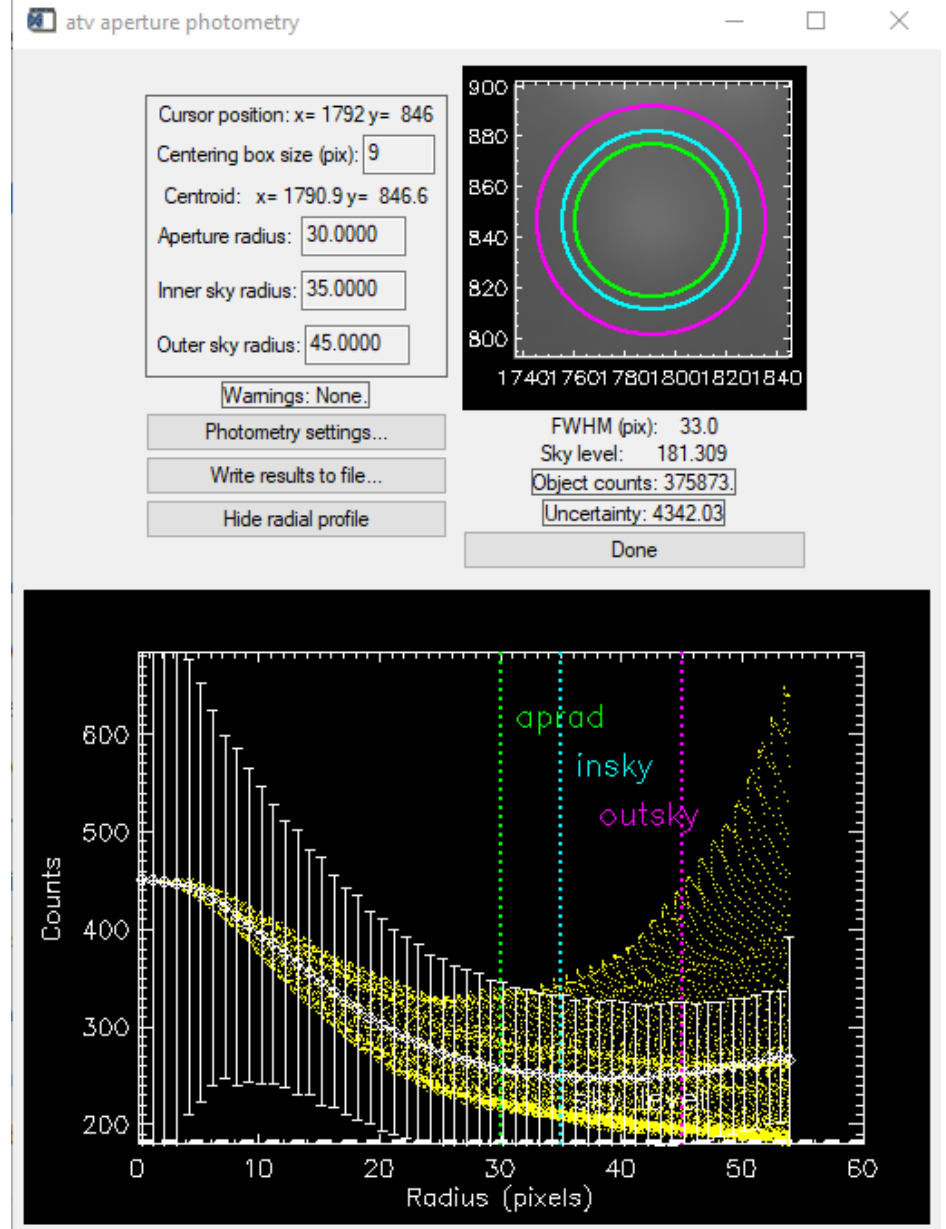 atv aperture photometry
Cursor position: x= 1792 y= 846
Centering box size (pix): 9
Centroid: x= 1790.9 y= 846.6
Aperture radius: 30.0000
Inner sky radius: 35.0000
Outer sky radius: 45.0000
Warnings: None.
Photometry settings...
Write results to file...
Hide radial profile
900
880
860
840
820
800
174017601780180018201840
FWHM (pix): 33.0
Sky level: 181.309
Object counts: 375873.
Uncertainty: 4342.03
Done
aprad
insky
outsky
600
500
400
300
200
Counts
0 10 20 30 40 50 60
Radius (pixels)